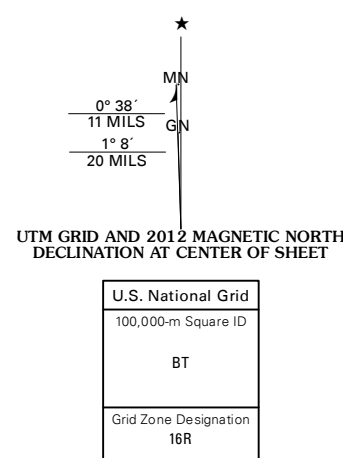 ★
MN
0° 38´
11 MILS
GN
1° 8´
20 MILS
UTM GRID AND 2012 MAGNETIC NORTH
DECLINATION AT CENTER OF SHEET
U.S. National Grid
100,000-m Square ID
BT
Grid Zone Designation
16R